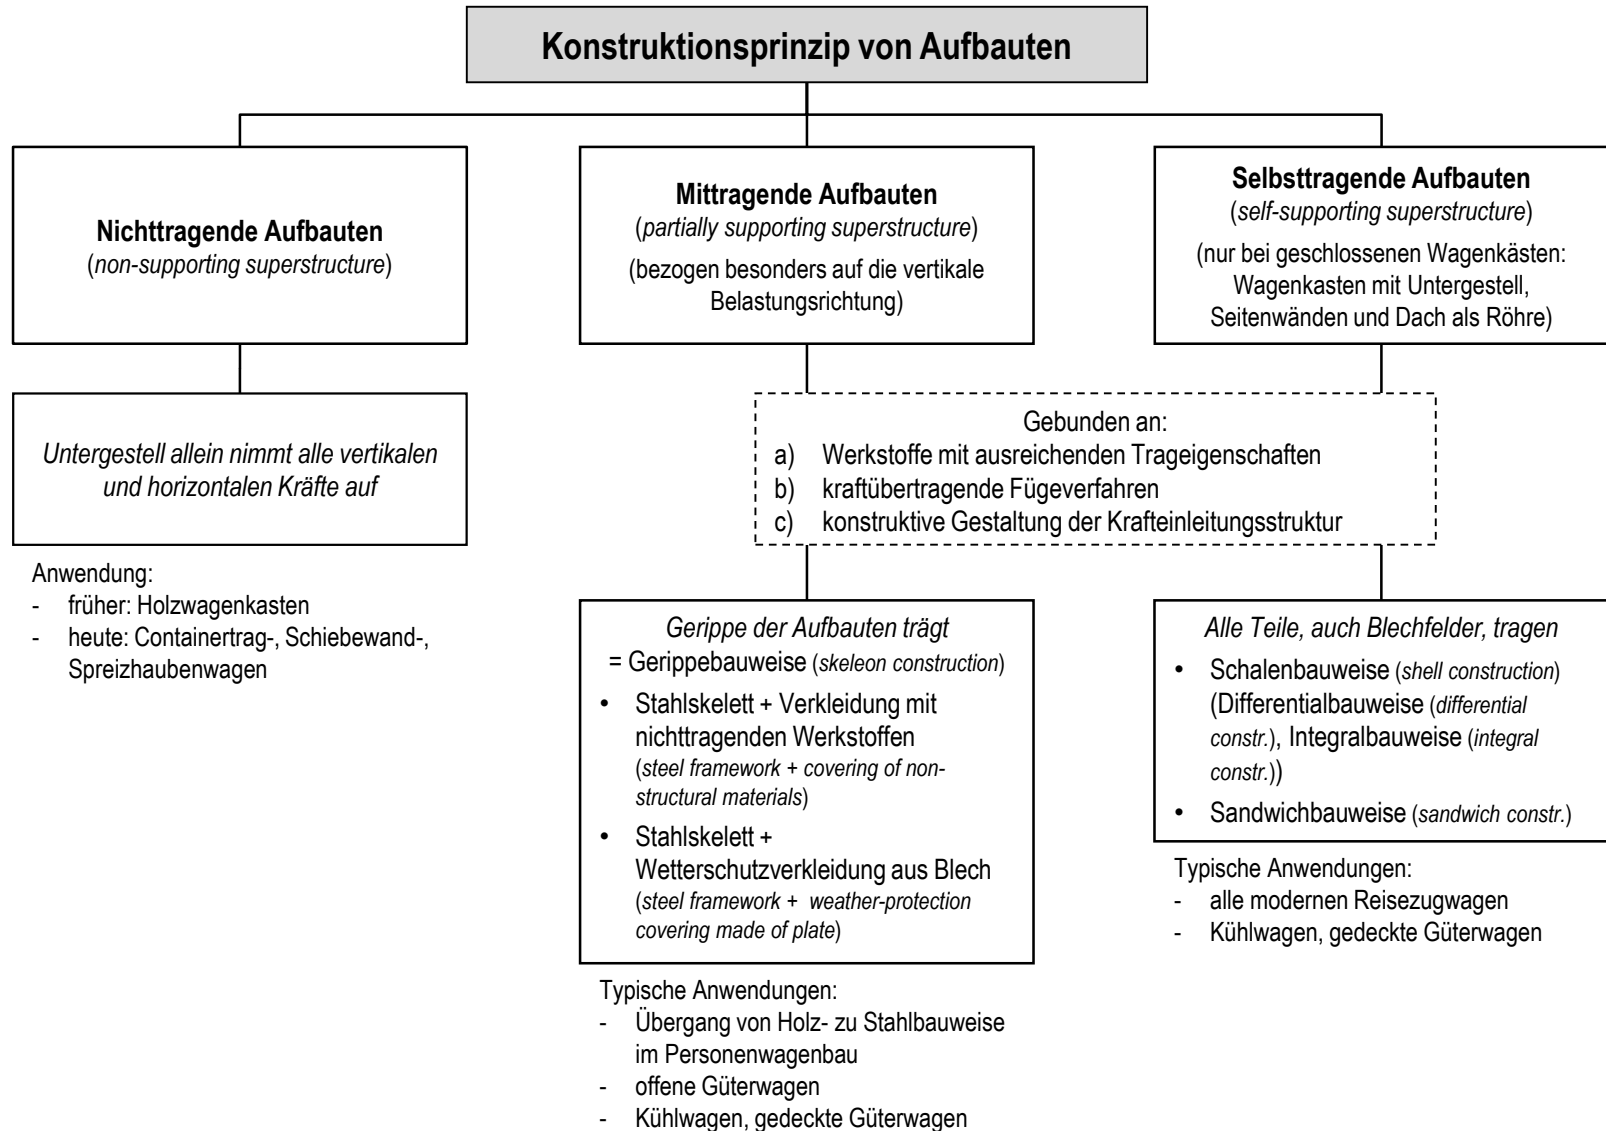 Konstruktionsprinzip von Aufbauten
Nichttragende Aufbauten
(non-supporting superstructure)
Mittragende Aufbauten
(partially supporting superstructure)
(bezogen besonders auf die vertikale
Belastungsrichtung)
Selbsttragende Aufbauten
(self-supporting superstructure)
(nur bei geschlossenen Wagenkästen:
Wagenkasten mit Untergestell,
Seitenwänden und Dach als Röhre)
Untergestell allein nimmt alle vertikalen
und horizontalen Kräfte auf
Anwendung:
- früher: Holzwagenkasten
- heute: Containertrag-, Schiebewand-,
Spreizhaubenwagen
Gebunden an:
a) Werkstoffe mit ausreichenden Trageigenschaften
b) kraftübertragende Fügeverfahren
c) konstruktive Gestaltung der Krafteinleitungsstruktur
Gerippe der Aufbauten trägt
= Gerippebauweise (skeleon construction)
• Stahlskelett + Verkleidung mit
nichttragenden Werkstoffen
(steel framework + covering of non-
structural materials)
• Stahlskelett +
Wetterschutzverkleidung aus Blech
(steel framework + weather-protection
covering made of plate)
Typische Anwendungen:
- Übergang von Holz- zu Stahlbauweise
im Personenwagenbau
- offene Güterwagen
- Kühlwagen, gedeckte Güterwagen
Alle Teile, auch Blechfelder, tragen
• Schalenbauweise (shell construction)
(Differentialbauweise (differential
constr.), Integralbauweise (integral
constr.))
• Sandwichbauweise (sandwich constr.)
Typische Anwendungen:
- alle modernen Reisezugwagen
- Kühlwagen, gedeckte Güterwagen